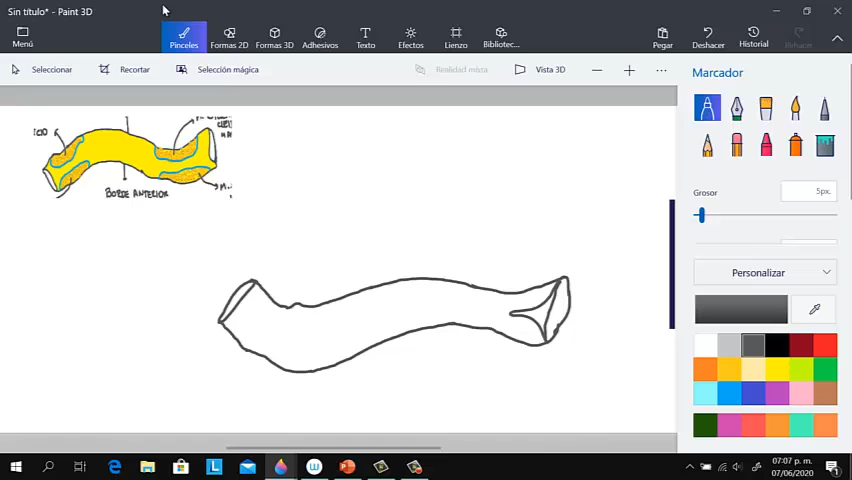 Sin título* - Paint 3D
Menú
Pinceles
Formas 2D
Formas 3D
Adhesivos
Texto
Efectos
Lienzo
Bibliotec...
Pegar
Deshacer
Historial
Rehacer
Seleccionar
Recortar
Selección mágica
Realidad mixta
Vista 3D
Marcador
Grosor
5px.
Personalizar
BORDE ANTERIOR
07:07 p. m.
07/06/2020